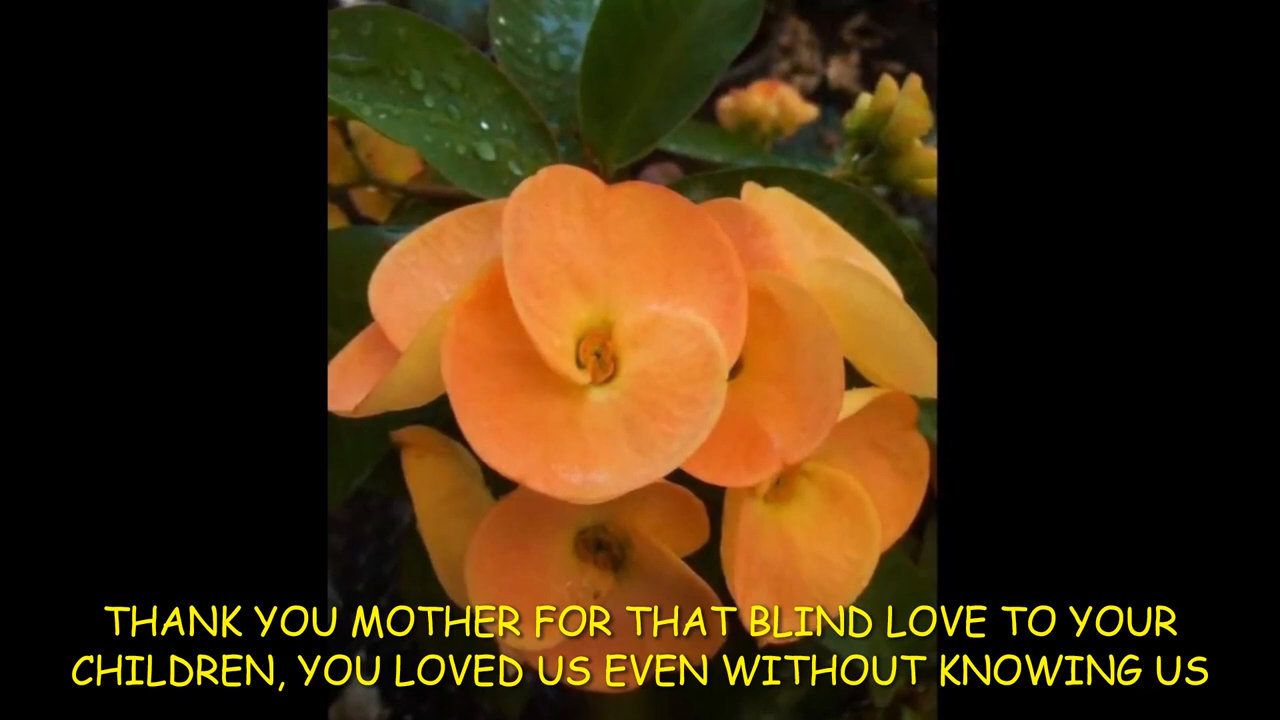 THANK YOU MOTHER FOR THAT BLIND LOVE TO YOUR
CHILDREN, YOU LOVED US EVEN WITHOUT KNOWING US